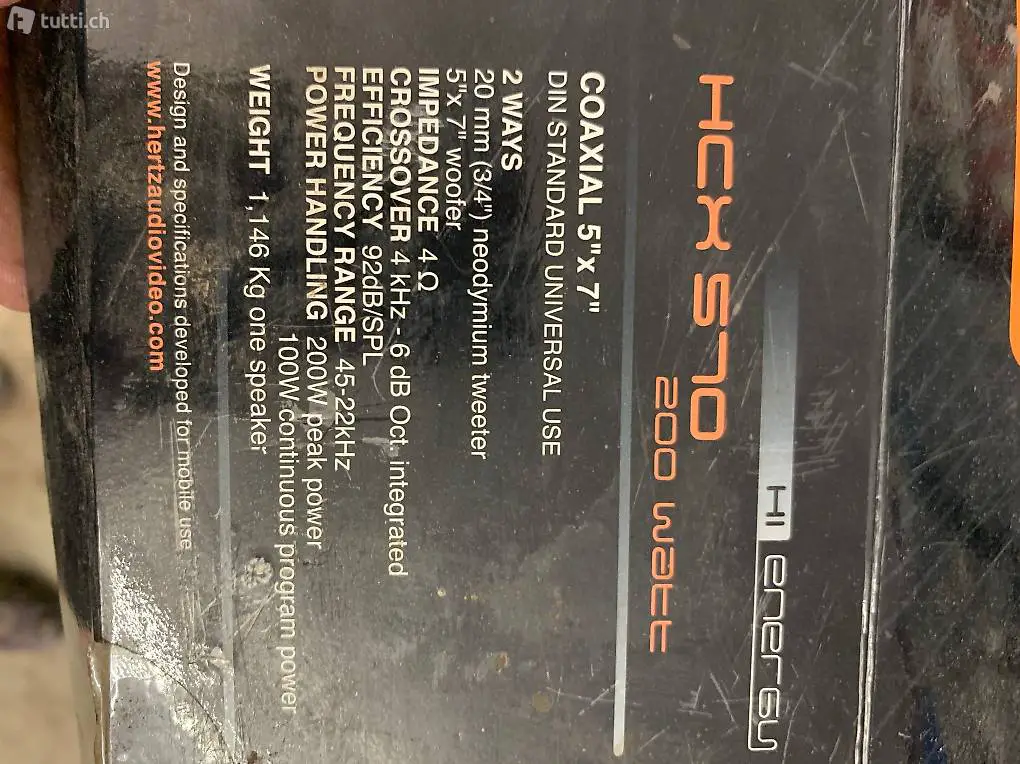 tutti.ch
HI energy
HCX 570
200 watt
COAXIAL 5"x 7"
DIN STANDARD UNIVERSAL USE
2 WAYS
20 mm (3/4") neodymium tweeter
5"x 7" woofer
IMPEDANCE 4 Ω
CROSSOVER 4 kHz - 6 dB Oct. integrated
EFFICIENCY 92dB/SPL
FREQUENCY RANGE 45-22kHz
POWER HANDLING 200W peak power
100W continuous program power
WEIGHT 1,146 Kg one speaker
Design and specifications developed for mobile use
www.hertzaudiovideo.com